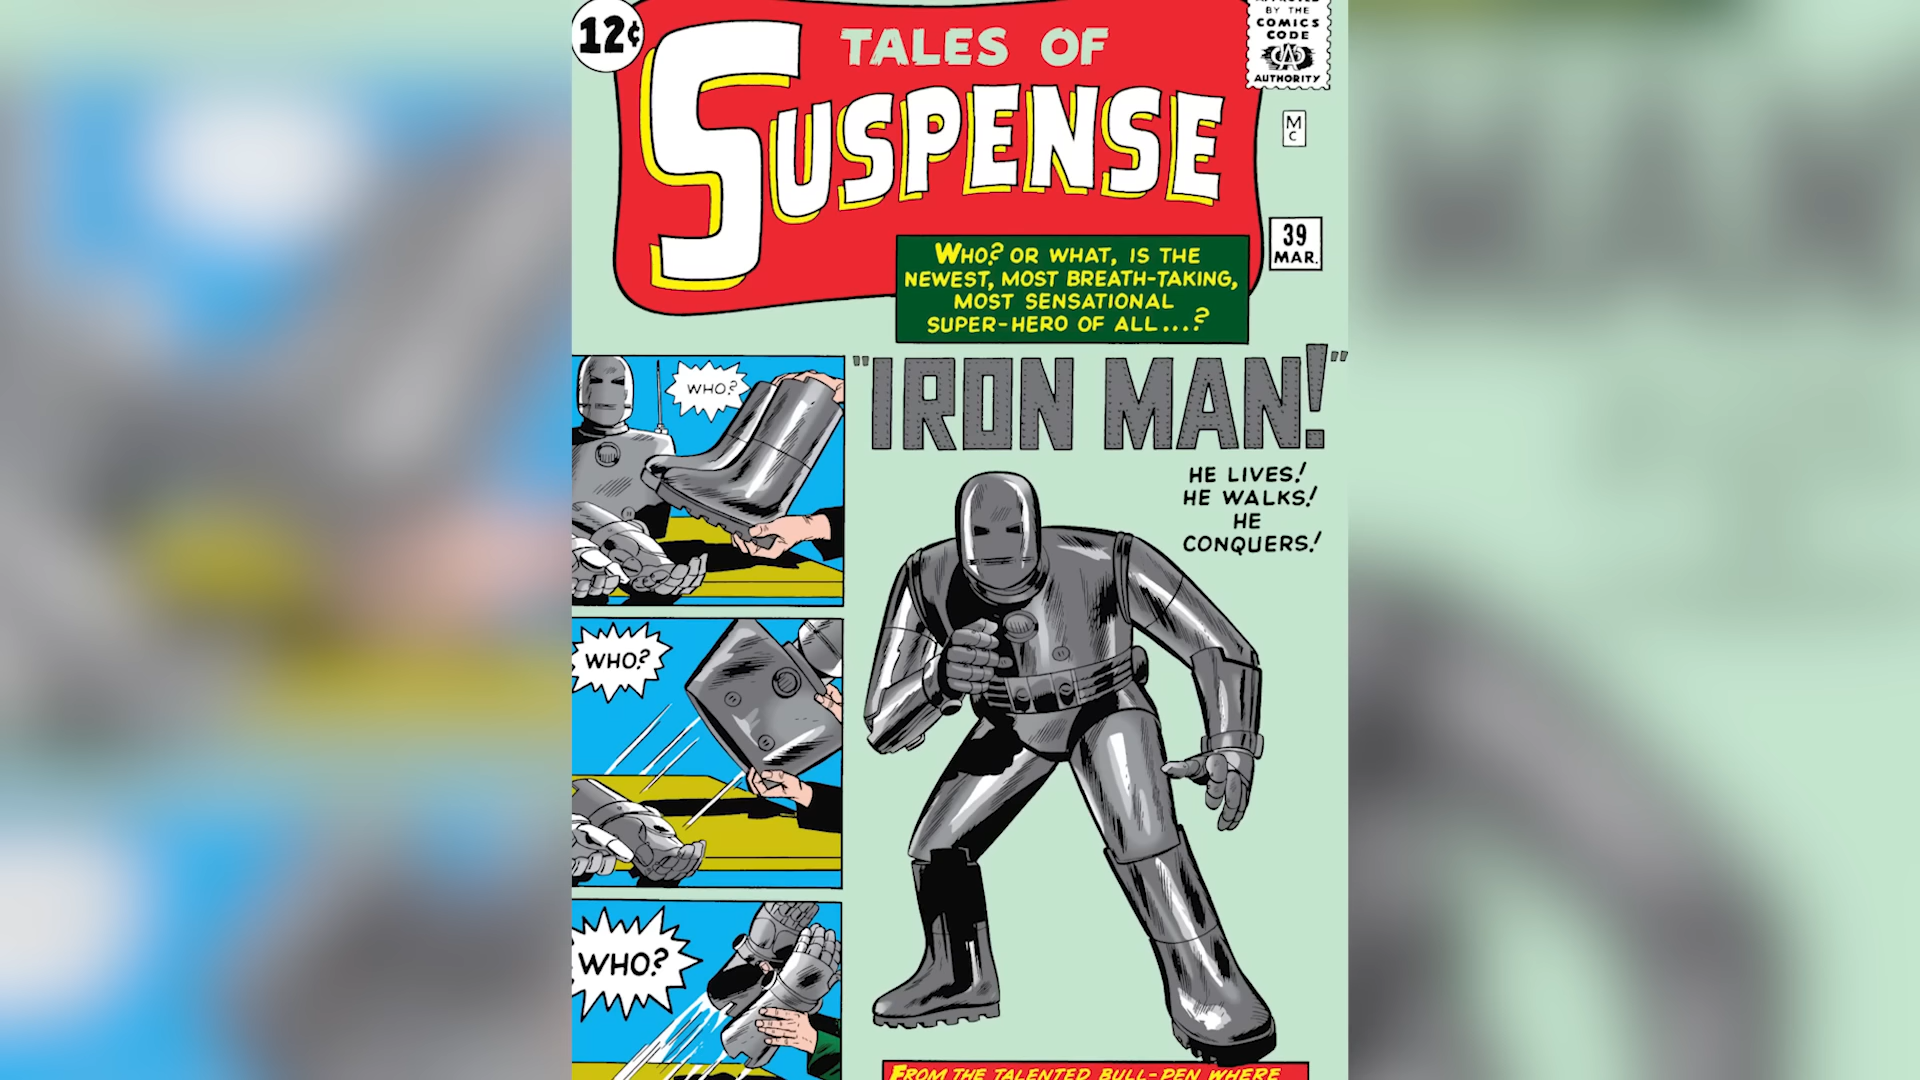 12¢
TALES OF
SUSPENSE
APPROVED
BY THE
COMICS
CODE
AUTHORITY
M
C
39
MAR.
WHO? OR WHAT, IS THE
NEWEST, MOST BREATH-TAKING,
MOST SENSATIONAL
SUPER-HERO OF ALL...?
"IRON MAN!"
HE LIVES!
HE WALKS!
HE
CONQUERS!
WHO?
WHO?
WHO?
FROM THE TALENTED BULL-PEN WHERE